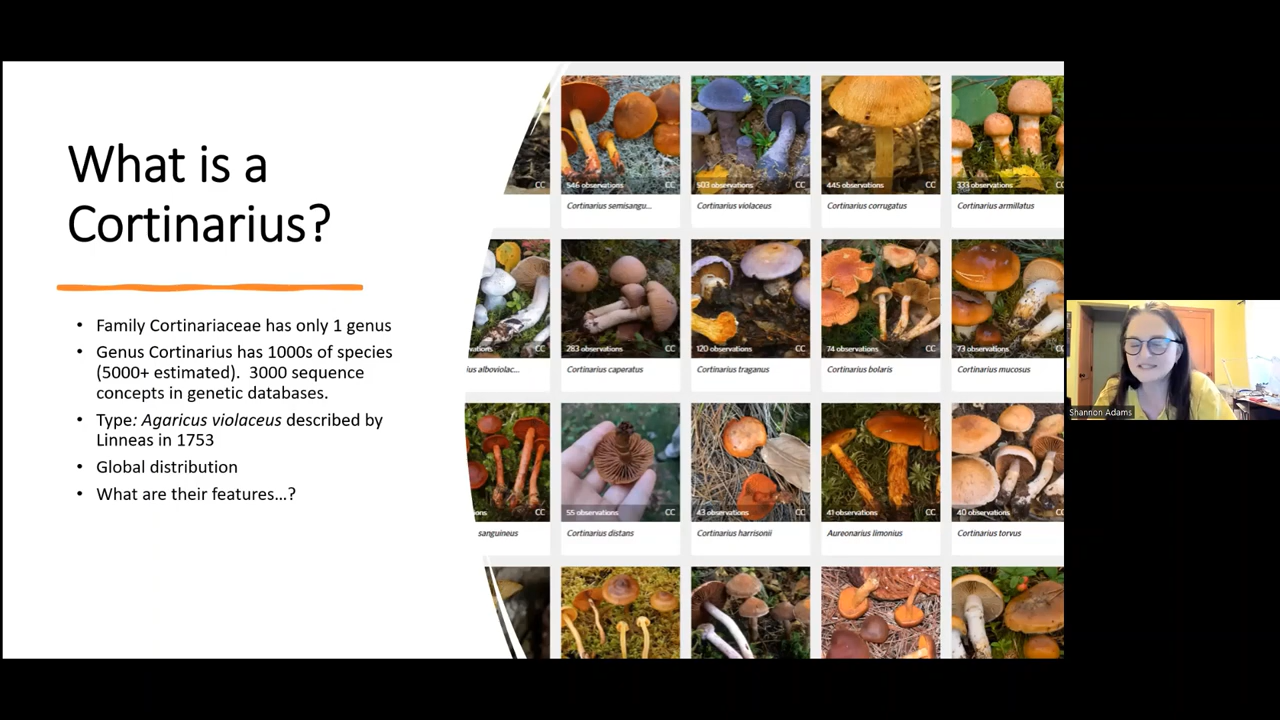 What is a
Cortinarius?
• Family Cortinariaceae has only 1 genus
• Genus Cortinarius has 1000s of species
(5000+ estimated). 3000 sequence
concepts in genetic databases.
• Type: Agaricus violaceus described by
Linneas in 1753
• Global distribution
• What are their features…?
CC
546 observations CC
503 observations CC
445 observations CC
333 observations CC
Cortinarius semisangu...
Cortinarius violaceus
Cortinarius corrugatus
Cortinarius armillatus
CC
283 observations CC
120 observations CC
74 observations CC
73 observations CC
alboviolac...
Cortinarius caperatus
Cortinarius traganus
Cortinarius bolaris
Cortinarius mucosus
CC
55 observations CC
43 observations CC
41 observations CC
40 observations CC
sanguineus
Cortinarius distans
Cortinarius harrisonii
Aureonarius limonius
Cortinarius torvus
Shannon Adams